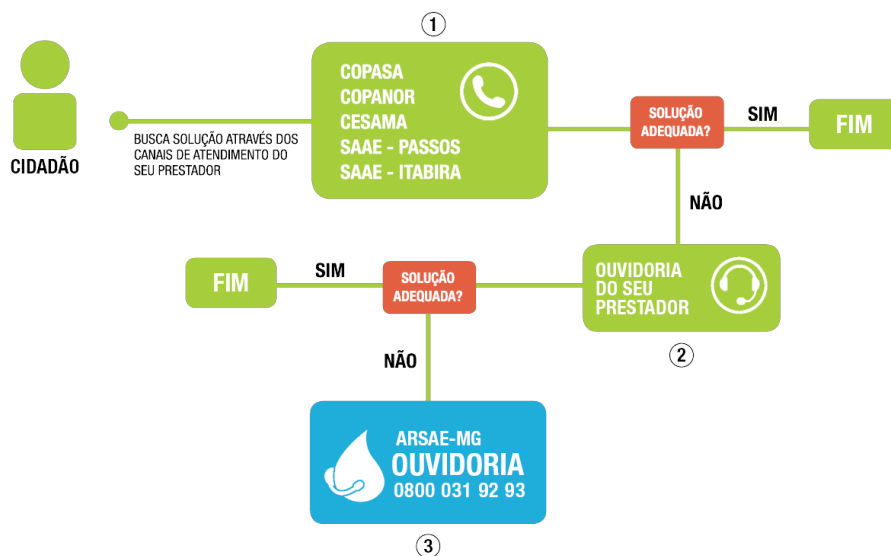 1
COPASA
COPANOR
CESAMA
SAAE - PASSOS
SAAE - ITABIRA
CIDADÃO
BUSCA SOLUÇÃO ATRAVÉS DOS
CANAIS DE ATENDIMENTO DO
SEU PRESTADOR
SOLUÇÃO
ADEQUADA?
SIM
FIM
NÃO
OUVIDORIA
DO SEU
PRESTADOR
2
SOLUÇÃO
ADEQUADA?
SIM
FIM
NÃO
ARSAE-MG
OUVIDORIA
0800 031 92 93
3